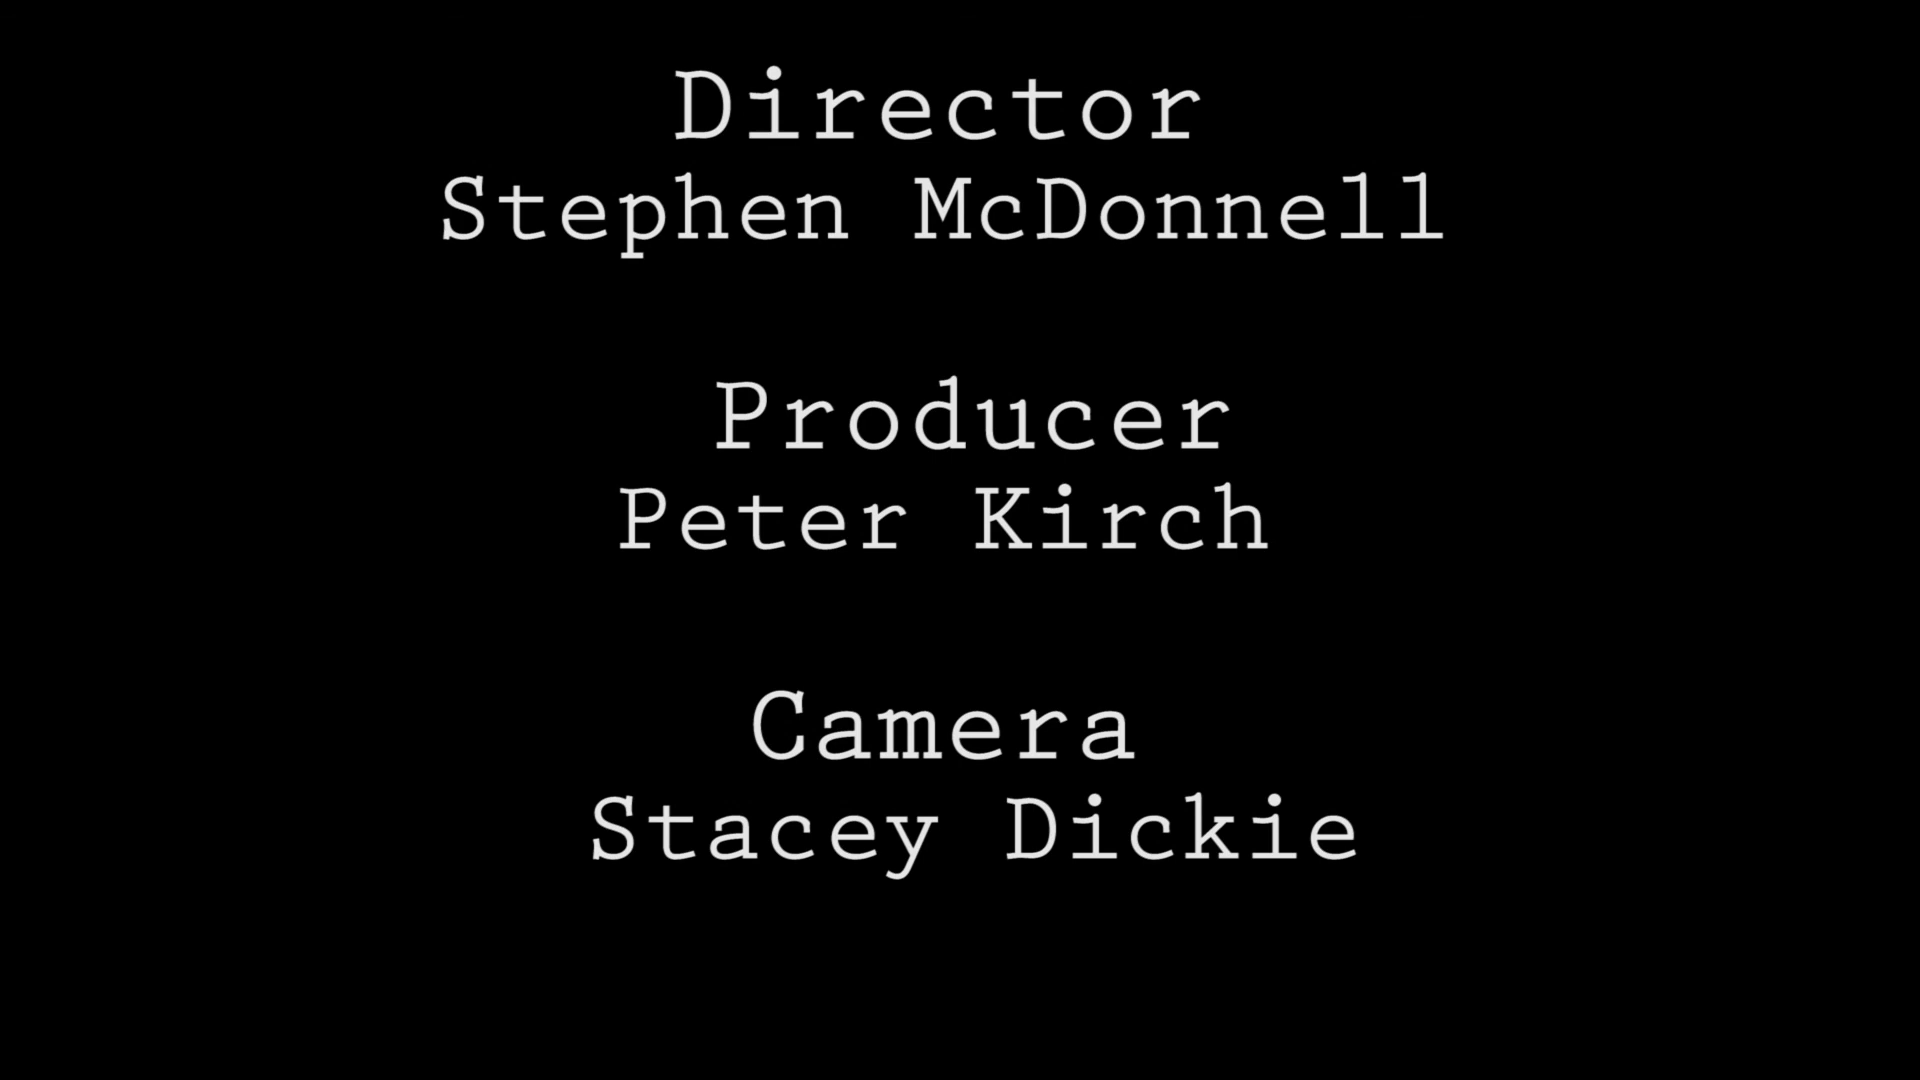 Director
Stephen McDonnell
Producer
Peter Kirch
Camera
Stacey Dickie